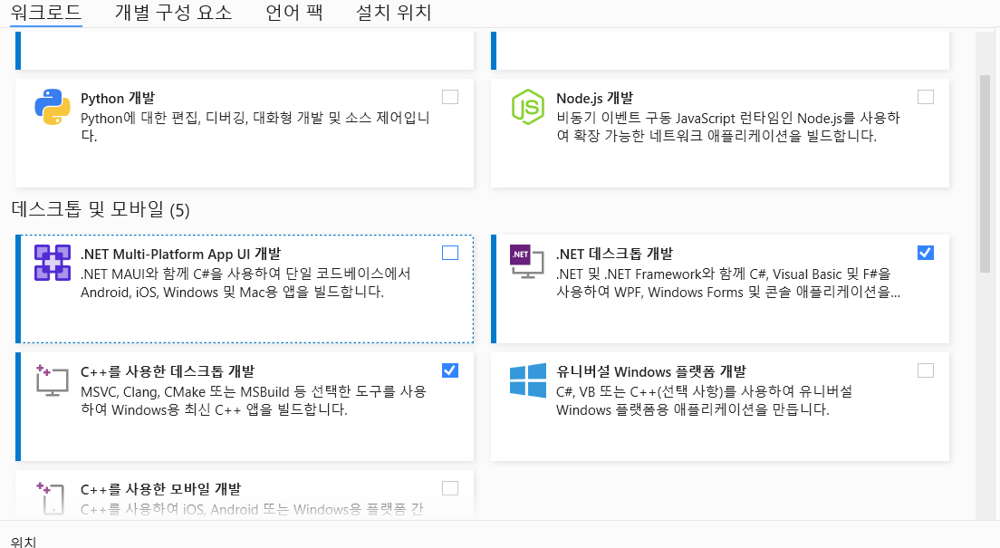 워크로드 개별 구성 요소 언어 팩 설치 위치
Python 개발
Python에 대한 편집, 디버깅, 대화형 개발 및 소스 제어입니
다.
Node.js 개발
비동기 이벤트 구동 JavaScript 런타임인 Node.js를 사용하
여 확장 가능한 네트워크 애플리케이션을 빌드합니다.
데스크톱 및 모바일 (5)
.NET Multi-Platform App UI 개발
.NET MAUI와 함께 C#을 사용하여 단일 코드베이스에서
Android, iOS, Windows 및 Mac용 앱을 빌드합니다.
.NET
.NET 데스크톱 개발
.NET 및 .NET Framework와 함께 C#, Visual Basic 및 F#을
사용하여 WPF, Windows Forms 및 콘솔 애플리케이션을...
C++를 사용한 데스크톱 개발
MSVC, Clang, CMake 또는 MSBuild 등 선택한 도구를 사용
하여 Windows용 최신 C++ 앱을 빌드합니다.
유니버설 Windows 플랫폼 개발
C#, VB 또는 C++(선택 사항)를 사용하여 유니버설
Windows 플랫폼용 애플리케이션을 만듭니다.
C++를 사용한 모바일 개발
C++를 사용하여 iOS, Android 또는 Windows용 플랫폼 간
위치